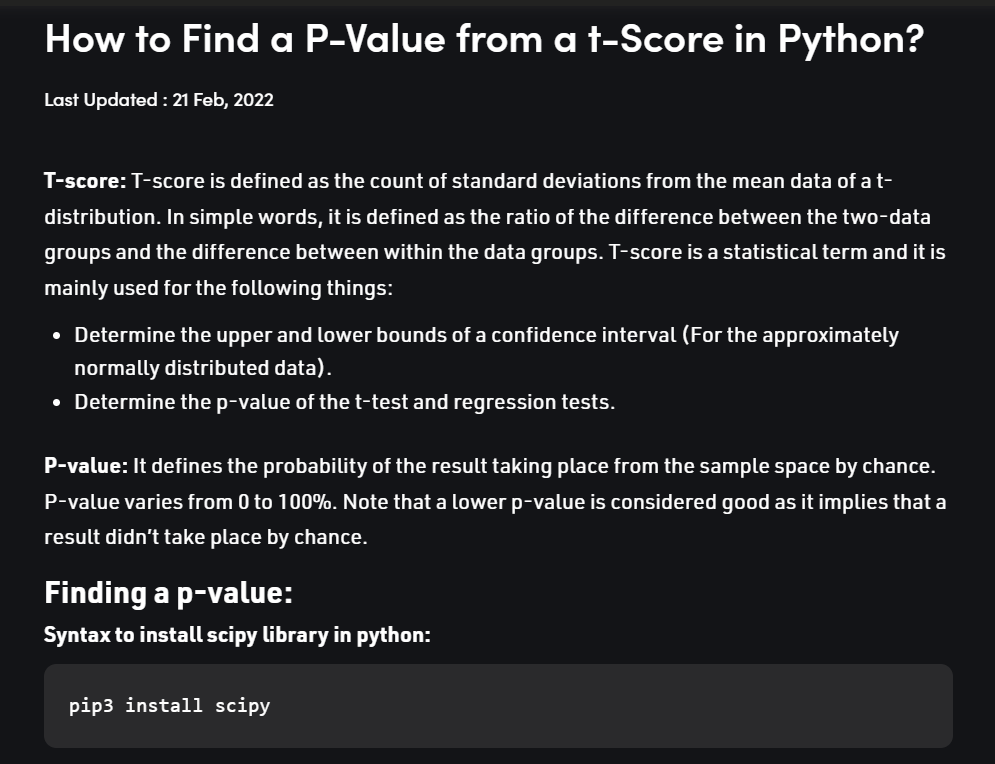 How to Find a P-Value from a t-Score in Python?
Last Updated : 21 Feb, 2022
T-score: T-score is defined as the count of standard deviations from the mean data of a t-
distribution. In simple words, it is defined as the ratio of the difference between the two-data
groups and the difference between within the data groups. T-score is a statistical term and it is
mainly used for the following things:
• Determine the upper and lower bounds of a confidence interval (For the approximately
normally distributed data).
• Determine the p-value of the t-test and regression tests.
P-value: It defines the probability of the result taking place from the sample space by chance.
P-value varies from 0 to 100%. Note that a lower p-value is considered good as it implies that a
result didn’t take place by chance.
Finding a p-value:
Syntax to install scipy library in python:
pip3 install scipy